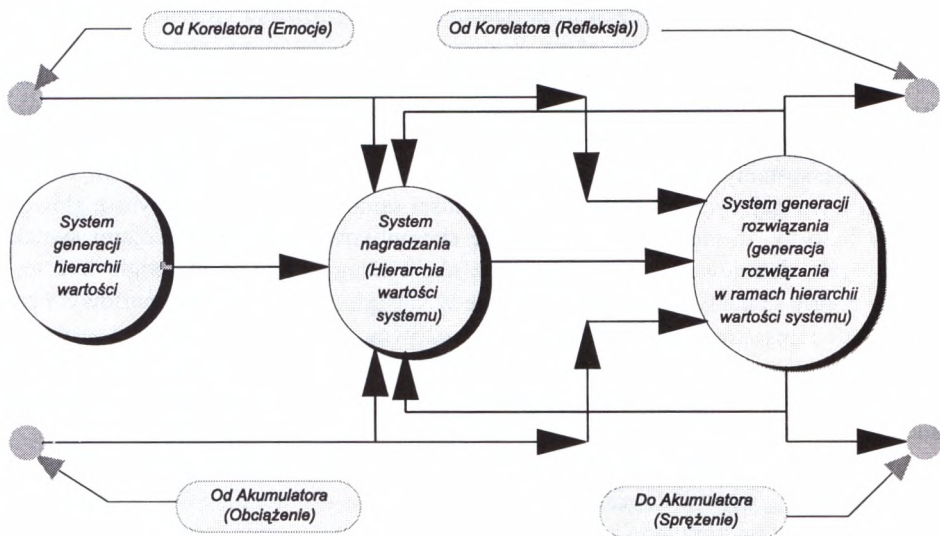 Od Korelatora (Emocje)
Od Korelatora (Refleksja))
System
generacji
hierarchii
wartości
System
nagradzania
(Hierarchia
wartości
systemu)
System generacji
rozwiązania
(generacja
rozwiązania
w ramach hierarchii
wartości systemu)
Od Akumulatora
(Obciążenie)
Do Akumulatora
(Sprężenie)